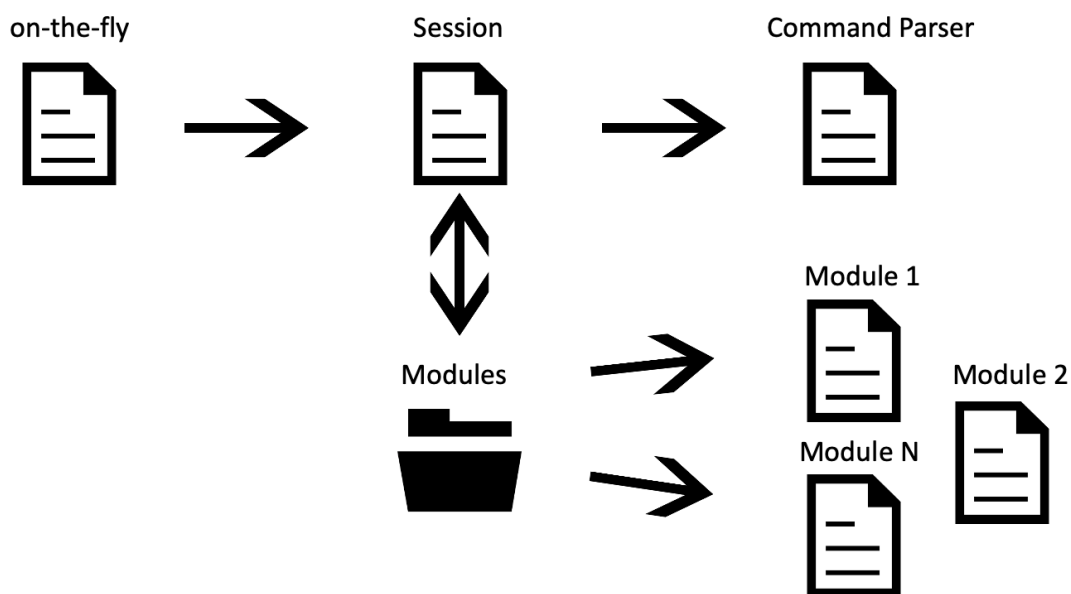 on-the-fly
Session
Command Parser
Module 1
Modules
Module 2
Module N